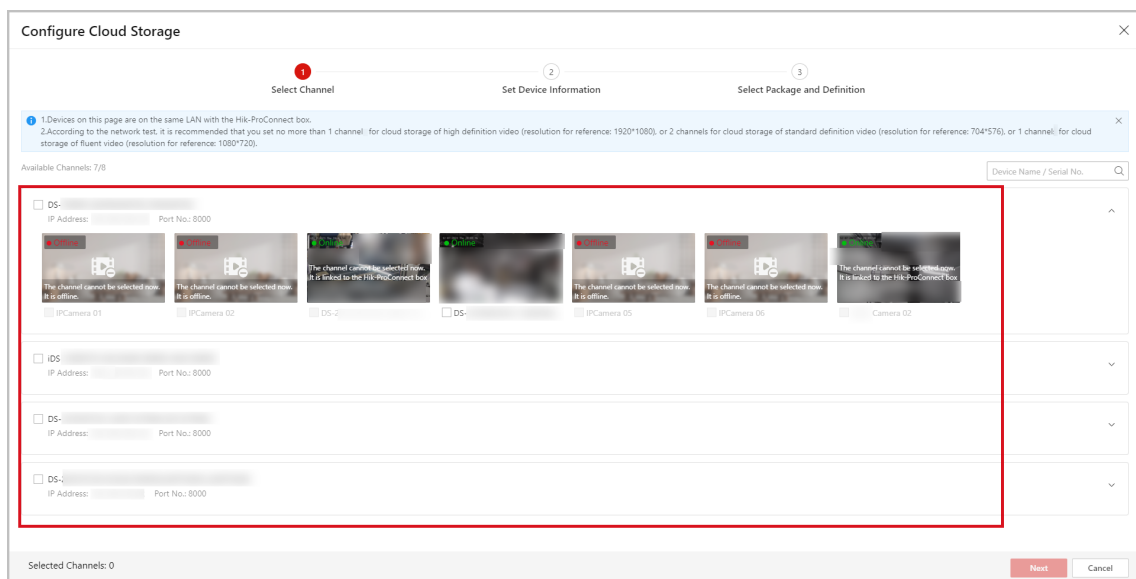 Configure Cloud Storage
1
2
3
Select Channel
Set Device Information
Select Package and Definition
1.Devices on this page are on the same LAN with the Hik-ProConnect box.
2.According to the network test, it is recommended that you set no more than 1 channel for cloud storage of high definition video (resolution for reference: 1920*1080), or 2 channels for cloud storage of standard definition video (resolution for reference: 704*576), or 1 channel for cloud
storage of fluent video (resolution for reference: 1080*720).
Available Channels: 7/8
Device Name / Serial No.
DS-
IP Address: Port No.: 8000
Offline
Offline
Online
Online
Offline
Offline
Online
The channel cannot be selected now.
It is offline.
The channel cannot be selected now.
It is offline.
The channel cannot be selected now.
It is linked to the Hik-ProConnect box
The channel cannot be selected now.
It is offline.
The channel cannot be selected now.
It is offline.
The channel cannot be selected now.
It is linked to the Hik-ProConnect box
IPCamera 01
IPCamera 02
DS-2
DS-
IPCamera 05
IPCamera 06
Camera 02
iDS
IP Address: Port No.: 8000
DS-
IP Address: Port No.: 8000
DS-
IP Address: Port No.: 8000
Selected Channels: 0
Next
Cancel